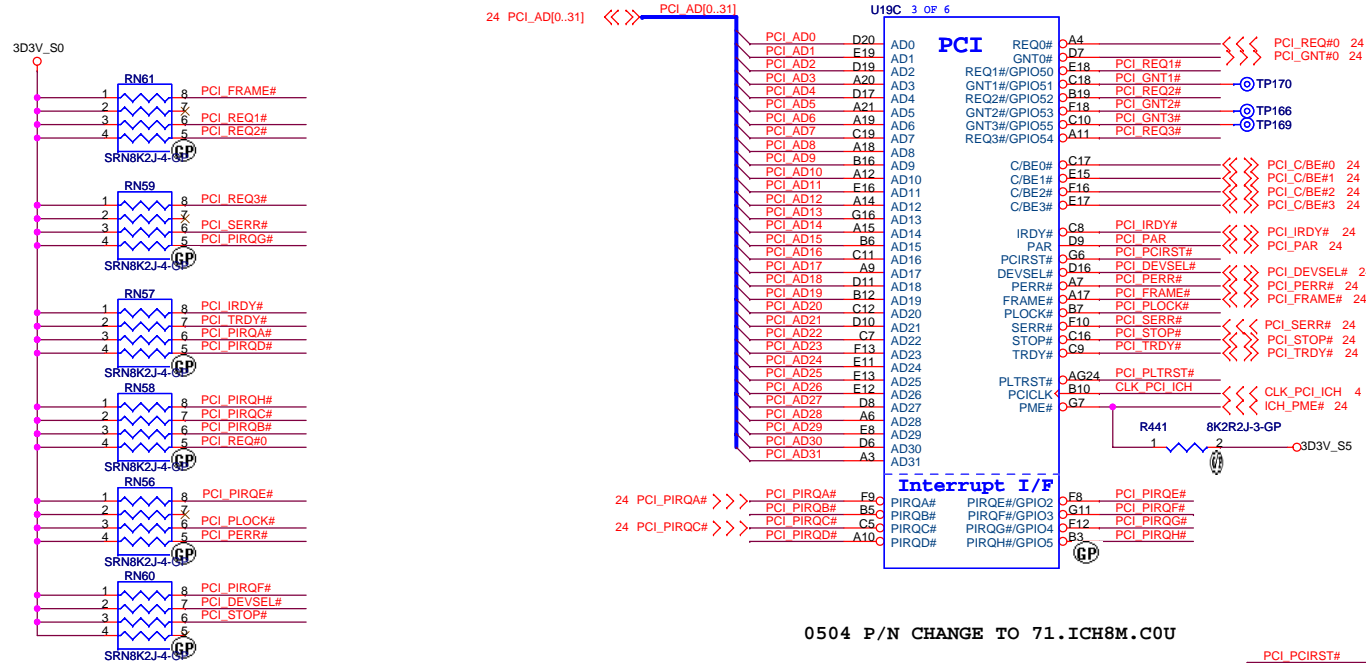 3D3V_S0
RN61
1 8 PCI_FRAME#
2 7
3 6 PCI_REQ1#
4 5 PCI_REQ2#
SRN8K2J-4-GP
GP
RN59
1 8 PCI_REQ3#
2 7
3 6 PCI_SERR#
4 5 PCI_PIRQG#
SRN8K2J-4-GP
GP
RN57
1 8 PCI_IRDY#
2 7 PCI_TRDY#
3 6 PCI_PIRQA#
4 5 PCI_PIRQD#
SRN8K2J-4-GP
GP
RN58
1 8 PCI_PIRQH#
2 7 PCI_PIRQC#
3 6 PCI_PIRQB#
4 5 PCI_REQ#0
SRN8K2J-4-GP
GP
RN56
1 8 PCI_PIRQE#
2 7
3 6 PCI_PLOCK#
4 5 PCI_PERR#
SRN8K2J-4-GP
GP
RN60
1 8 PCI_PIRQF#
2 7 PCI_DEVSEL#
3 6 PCI_STOP#
4 5
SRN8K2J-4-GP
GP
24 PCI_AD[0..31] PCI_AD[0..31]
U19C 3 OF 6
PCI
PCI_AD0 D20 AD0
PCI_AD1 E19 AD1
PCI_AD2 D19 AD2
PCI_AD3 A20 AD3
PCI_AD4 D17 AD4
PCI_AD5 A21 AD5
PCI_AD6 A19 AD6
PCI_AD7 C19 AD7
PCI_AD8 A18 AD8
PCI_AD9 B16 AD9
PCI_AD10 A12 AD10
PCI_AD11 E16 AD11
PCI_AD12 A14 AD12
PCI_AD13 G16 AD13
PCI_AD14 A15 AD14
PCI_AD15 B6 AD15
PCI_AD16 C11 AD16
PCI_AD17 A9 AD17
PCI_AD18 D11 AD18
PCI_AD19 B12 AD19
PCI_AD20 C12 AD20
PCI_AD21 D10 AD21
PCI_AD22 C7 AD22
PCI_AD23 F13 AD23
PCI_AD24 E11 AD24
PCI_AD25 E13 AD25
PCI_AD26 E12 AD26
PCI_AD27 D8 AD27
PCI_AD28 A6 AD28
PCI_AD29 E8 AD29
PCI_AD30 D6 AD30
PCI_AD31 A3 AD31
REQ0# A4 PCI_REQ#0 24
GNT0# D7 PCI_GNT#0 24
REQ1#/GPIO50 E18 PCI_REQ1#
GNT1#/GPIO51 C18 PCI_GNT1# TP170
REQ2#/GPIO52 B19 PCI_REQ2#
GNT2#/GPIO53 F18 PCI_GNT2# TP166
GNT3#/GPIO55 C10 PCI_GNT3# TP169
REQ3#/GPIO54 A11 PCI_REQ3#
C/BE0# C17 PCI_C/BE#0 24
C/BE1# E15 PCI_C/BE#1 24
C/BE2# F16 PCI_C/BE#2 24
C/BE3# E17 PCI_C/BE#3 24
IRDY# C8 PCI_IRDY# PCI_IRDY# 24
PAR D9 PCI_PAR PCI_PAR 24
PCIRST# G6 PCI_PCIRST#
DEVSEL# D16 PCI_DEVSEL# PCI_DEVSEL# 2
PERR# A7 PCI_PERR# PCI_PERR# 24
FRAME# A17 PCI_FRAME# PCI_FRAME# 24
PLOCK# B7 PCI_PLOCK#
SERR# F10 PCI_SERR# PCI_SERR# 24
STOP# C16 PCI_STOP# PCI_STOP# 24
TRDY# C9 PCI_TRDY# PCI_TRDY# 24
PLTRST# AG24 PCI_PLTRST#
PCICLK B10 CLK_PCI_ICH CLK_PCI_ICH 4
PME# G7 ICH_PME# 24
R441 8K2R2J-3-GP
1 2 3D3V_S5
Interrupt I/F
24 PCI_PIRQA# PCI_PIRQA# F9 PIRQA# PIRQE#/GPIO2 F8 PCI_PIRQE#
PCI_PIRQB# B5 PIRQB# PIRQF#/GPIO3 G11 PCI_PIRQF#
24 PCI_PIRQC# PCI_PIRQC# C5 PIRQC# PIRQG#/GPIO4 F12 PCI_PIRQG#
PCI_PIRQD# A10 PIRQD# PIRQH#/GPIO5 B3 PCI_PIRQH#
GP
0504 P/N CHANGE TO 71.ICH8M.C0U
PCI_PCIRST#